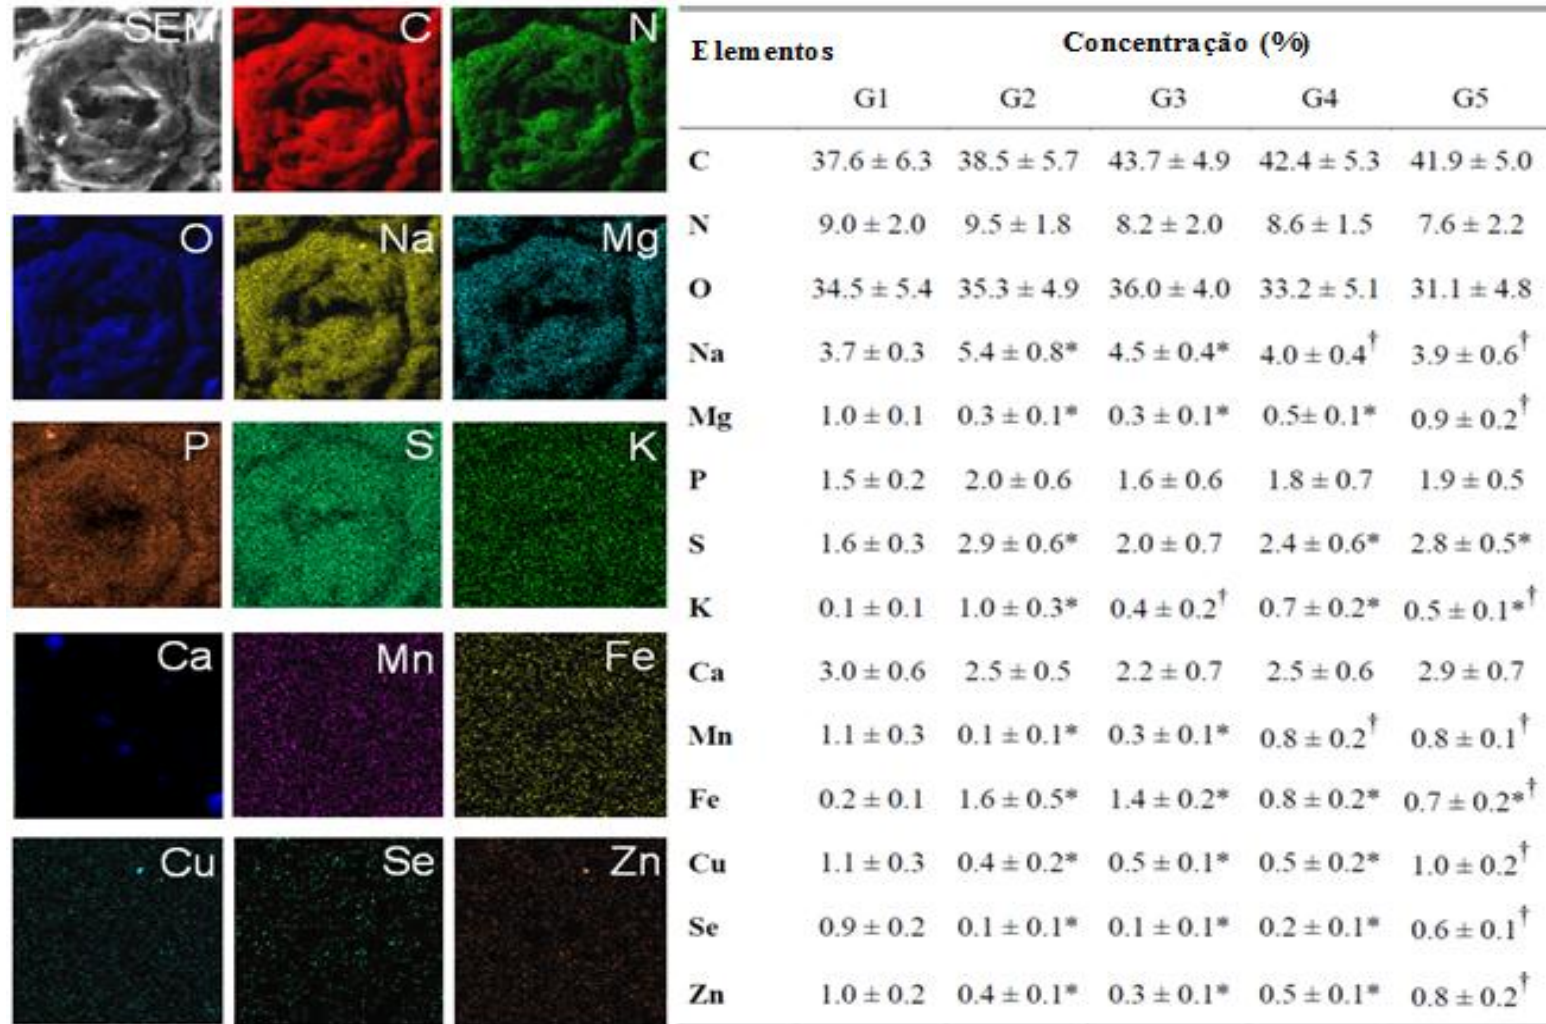 SEM C N
O Na Mg
P S K
Ca Mn Fe
Cu Se Zn
Elementos Concentração (%)
G1 G2 G3 G4 G5
C 37.6 ± 6.3 38.5 ± 5.7 43.7 ± 4.9 42.4 ± 5.3 41.9 ± 5.0
N 9.0 ± 2.0 9.5 ± 1.8 8.2 ± 2.0 8.6 ± 1.5 7.6 ± 2.2
O 34.5 ± 5.4 35.3 ± 4.9 36.0 ± 4.0 33.2 ± 5.1 31.1 ± 4.8
Na 3.7 ± 0.3 5.4 ± 0.8* 4.5 ± 0.4* 4.0 ± 0.4† 3.9 ± 0.6†
Mg 1.0 ± 0.1 0.3 ± 0.1* 0.3 ± 0.1* 0.5± 0.1* 0.9 ± 0.2†
P 1.5 ± 0.2 2.0 ± 0.6 1.6 ± 0.6 1.8 ± 0.7 1.9 ± 0.5
S 1.6 ± 0.3 2.9 ± 0.6* 2.0 ± 0.7 2.4 ± 0.6* 2.8 ± 0.5*
K 0.1 ± 0.1 1.0 ± 0.3* 0.4 ± 0.2† 0.7 ± 0.2* 0.5 ± 0.1*†
Ca 3.0 ± 0.6 2.5 ± 0.5 2.2 ± 0.7 2.5 ± 0.6 2.9 ± 0.7
Mn 1.1 ± 0.3 0.1 ± 0.1* 0.3 ± 0.1* 0.8 ± 0.2† 0.8 ± 0.1†
Fe 0.2 ± 0.1 1.6 ± 0.5* 1.4 ± 0.2* 0.8 ± 0.2* 0.7 ± 0.2*†
Cu 1.1 ± 0.3 0.4 ± 0.2* 0.5 ± 0.1* 0.5 ± 0.2* 1.0 ± 0.2†
Se 0.9 ± 0.2 0.1 ± 0.1* 0.1 ± 0.1* 0.2 ± 0.1* 0.6 ± 0.1†
Zn 1.0 ± 0.2 0.4 ± 0.1* 0.3 ± 0.1* 0.5 ± 0.1* 0.8 ± 0.2†